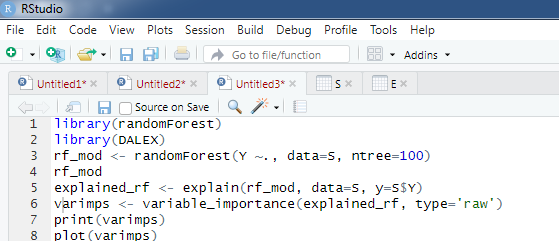 RStudio
File Edit Code View Plots Session Build Debug Profile Tools Help
Go to file/function Addins
Untitled1* Untitled2* Untitled3* S E
Source on Save
1 library(randomForest)
2 library(DALEX)
3 rf_mod <- randomForest(Y ~., data=S, ntree=100)
4 rf_mod
5 explained_rf <- explain(rf_mod, data=S, y=S$Y)
6 varimps <- variable_importance(explained_rf, type='raw')
7 print(varimps)
8 plot(varimps)